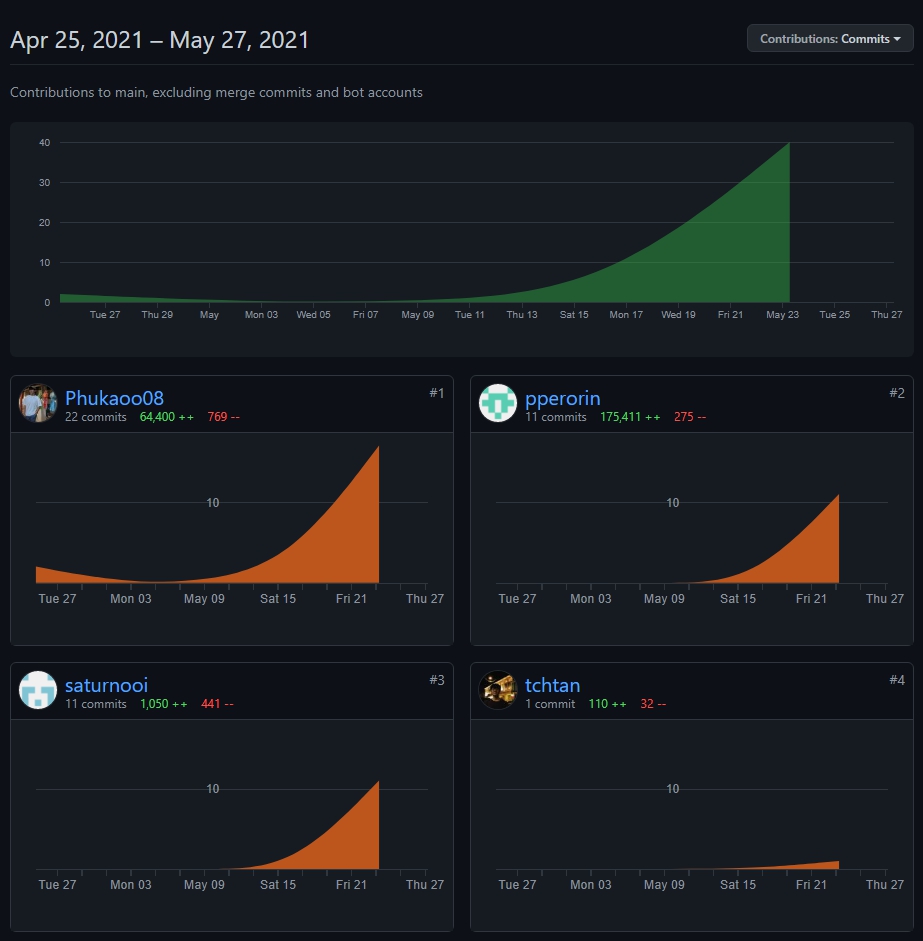 Apr 25, 2021 – May 27, 2021
Contributions: Commits
Contributions to main, excluding merge commits and bot accounts
40
30
20
10
0
Tue 27 Thu 29 May Mon 03 Wed 05 Fri 07 May 09 Tue 11 Thu 13 Sat 15 Mon 17 Wed 19 Fri 21 May 23 Tue 25 Thu 27
Phukaoo08 #1
22 commits 64,400 ++ 769 --
10
Tue 27 Mon 03 May 09 Sat 15 Fri 21 Thu 27
pperorin #2
11 commits 175,411 ++ 275 --
10
Tue 27 Mon 03 May 09 Sat 15 Fri 21 Thu 27
saturnooi #3
11 commits 1,050 ++ 441 --
10
Tue 27 Mon 03 May 09 Sat 15 Fri 21 Thu 27
tchtan #4
1 commit 110 ++ 32 --
10
Tue 27 Mon 03 May 09 Sat 15 Fri 21 Thu 27